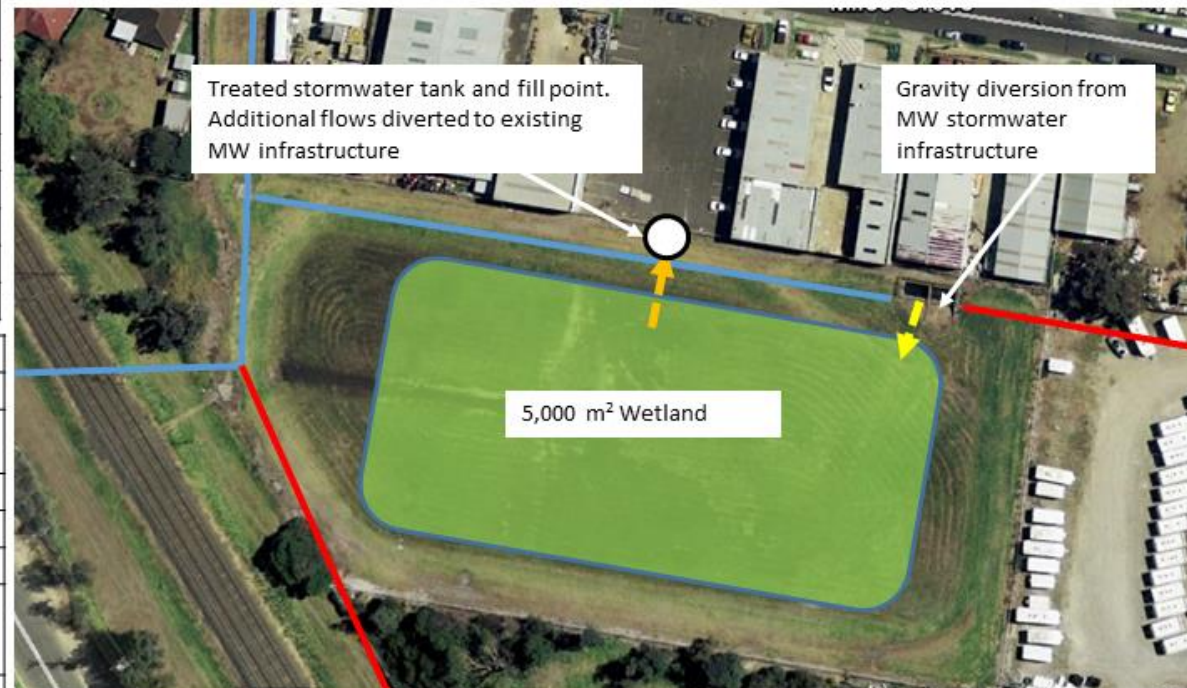 Treated stormwater tank and fill point.
Additional flows diverted to existing
MW infrastructure
Gravity diversion from
MW stormwater
infrastructure
5,000 m² Wetland